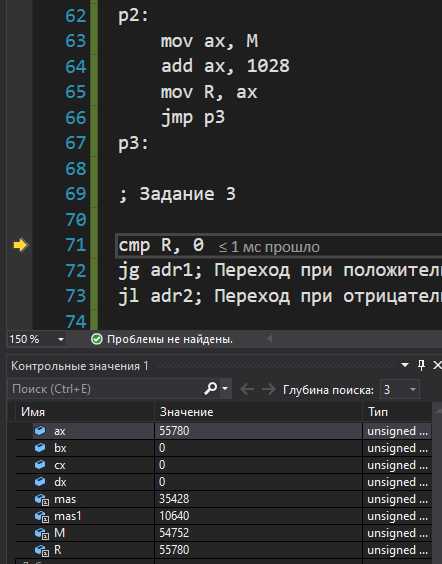 62 p2:
63 mov ax, M
64 add ax, 1028
65 mov R, ax
66 jmp p3
67 p3:
68
69 ; Задание 3
70
71 cmp R, 0 ≤ 1 мс прошло
72 jg adr1; Переход при положител
73 jl adr2; Переход при отрицател
74
150 % Проблемы не найдены.
Контрольные значения 1
Поиск (Ctrl+E) Глубина поиска: 3
Имя Значение Тип
ax 55780 unsigned ...
bx 0 unsigned ...
cx 0 unsigned ...
dx 0 unsigned ...
mas 35428 unsigned ...
mas1 10640 unsigned ...
M 54752 unsigned ...
R 55780 unsigned ...